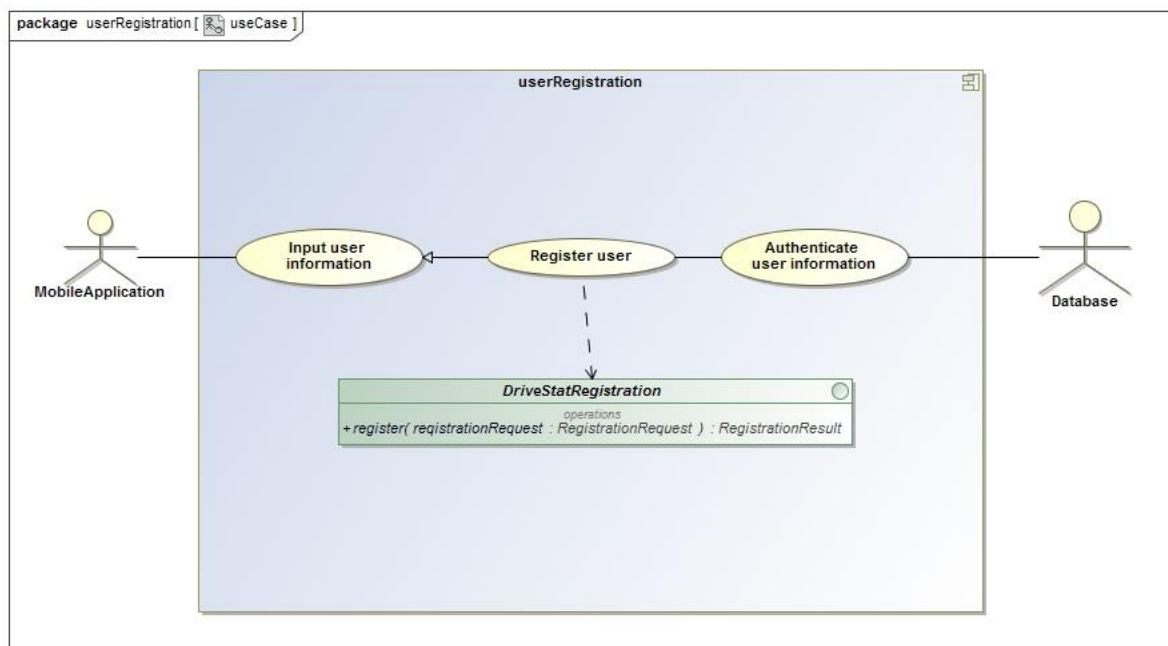 package userRegistration [ useCase ]
userRegistration
Input user
information
Register user
Authenticate
user information
MobileApplication
Database
DriveStatRegistration
operations
+register( registrationRequest : RegistrationRequest ) : RegistrationResult